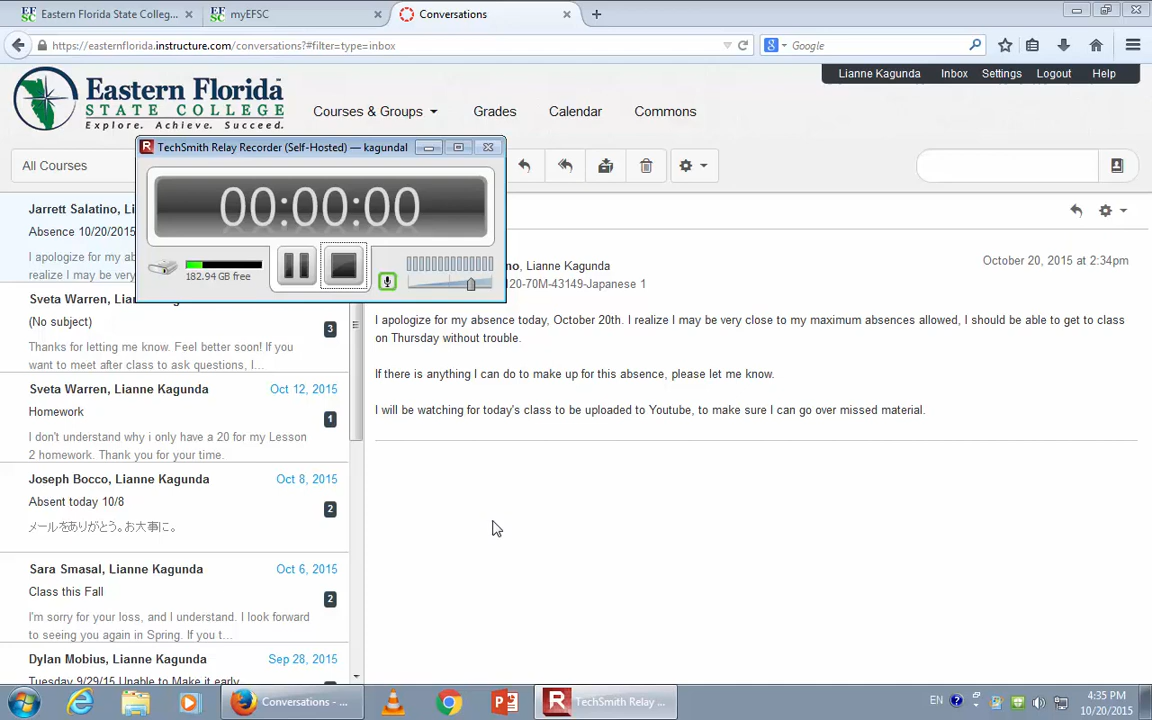 Eastern Florida State Colleg...
myEFSC
Conversations
https://easternflorida.instructure.com/conversations?#filter=type=inbox
Google
Lianne Kagunda Inbox Settings Logout Help
Eastern Florida
STATE COLLEGE
Explore. Achieve. Succeed.
Courses & Groups Grades Calendar Commons
TechSmith Relay Recorder (Self-Hosted) — kagundal
00:00:00
182.94 GB free
All Courses
Jarrett Salatino, Li
Absence 10/20/2015
I apologize for my ab
realize I may be very
Sveta Warren, Lianne
(No subject)
3
Thanks for letting me know. Feel better soon! If you
want to meet after class to ask questions, I...
Sveta Warren, Lianne Kagunda Oct 12, 2015
Homework
1
I don't understand why i only have a 20 for my Lesson
2 homework. Thank you for your time.
Joseph Bocco, Lianne Kagunda Oct 8, 2015
Absent today 10/8
2
メールをありがとう。お大事に。
Sara Smasal, Lianne Kagunda Oct 6, 2015
Class this Fall
2
I'm sorry for your loss, and I understand. I look forward
to seeing you again in Spring. If you t...
Dylan Mobius, Lianne Kagunda Sep 28, 2015
Tuesday 9/29/15 Unable to Make it early
no, Lianne Kagunda
October 20, 2015 at 2:34pm
120-70M-43149-Japanese 1
I apologize for my absence today, October 20th. I realize I may be very close to my maximum absences allowed, I should be able to get to class
on Thursday without trouble.
If there is anything I can do to make up for this absence, please let me know.
I will be watching for today's class to be uploaded to Youtube, to make sure I can go over missed material.
Conversations - ...
TechSmith Relay ...
EN
4:35 PM
10/20/2015